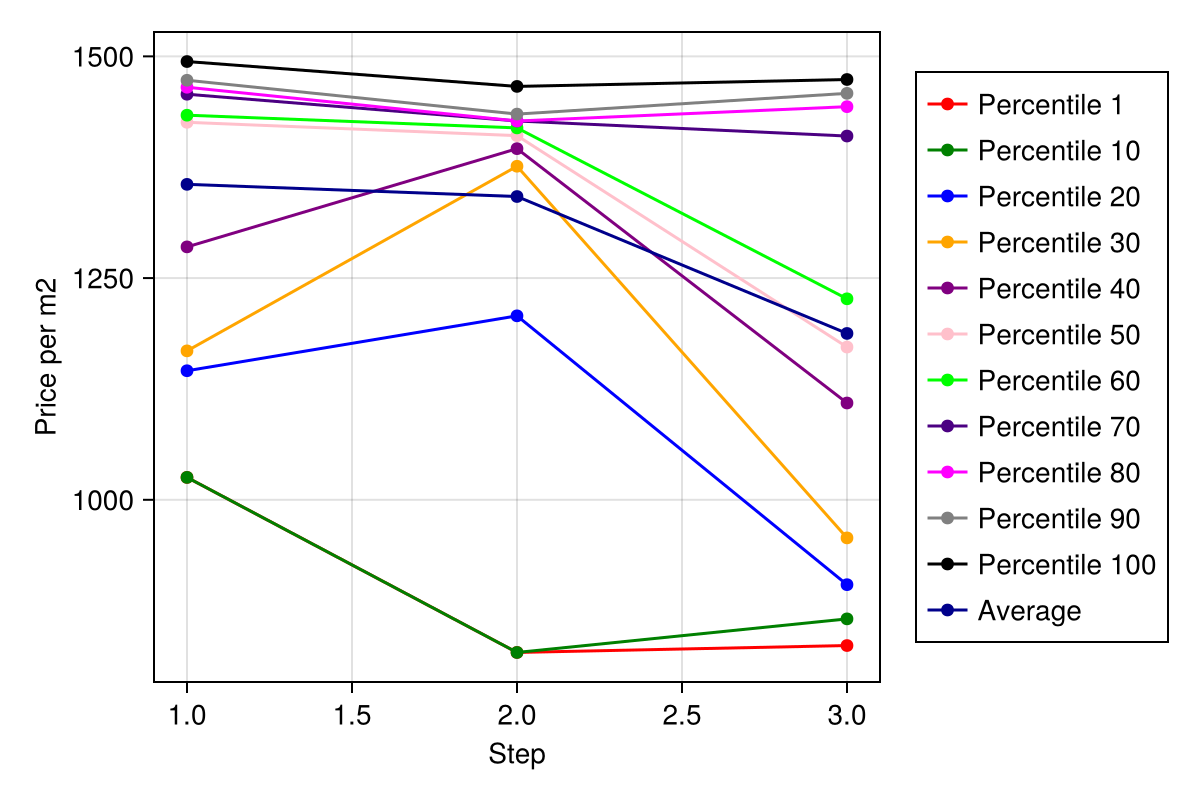 1500
1250
1000
Price per m2
1.0 1.5 2.0 2.5 3.0
Step
Percentile 1
Percentile 10
Percentile 20
Percentile 30
Percentile 40
Percentile 50
Percentile 60
Percentile 70
Percentile 80
Percentile 90
Percentile 100
Average